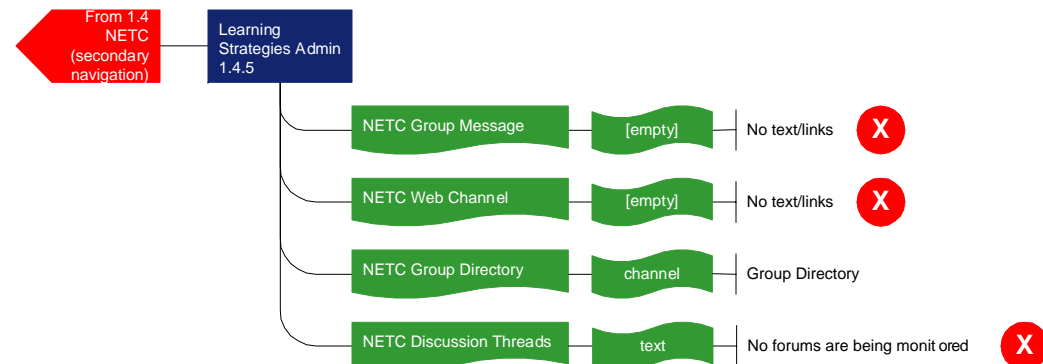 From 1.4
NETC
(secondary
navigation)
Learning
Strategies Admin
1.4.5
NETC Group Message
[empty]
No text/links
X
NETC Web Channel
[empty]
No text/links
X
NETC Group Directory
channel
Group Directory
NETC Discussion Threads
text
No forums are being monit ored
X